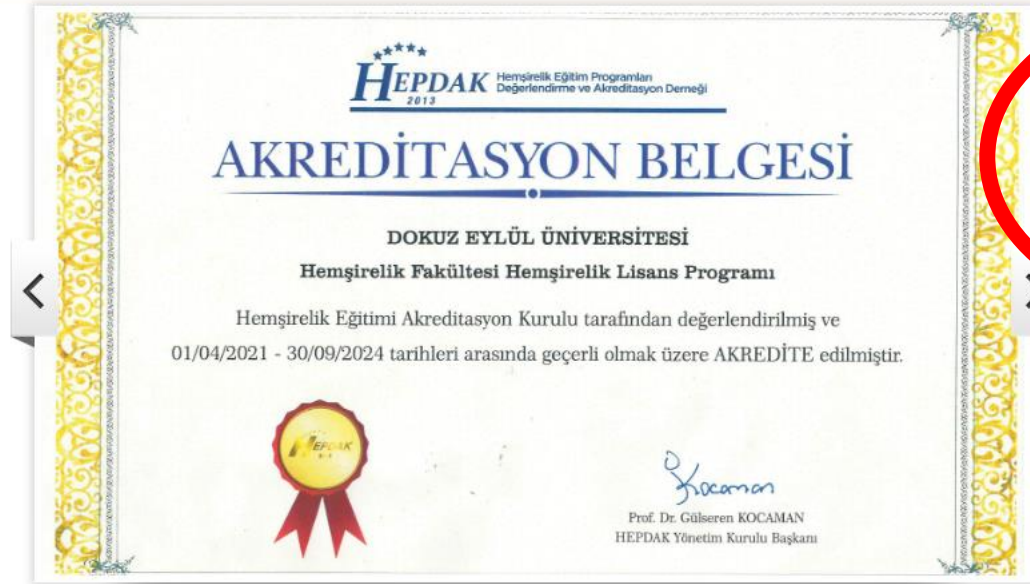 HEPDAK
2013
Hemşirelik Eğitim Programları
Değerlendirme ve Akreditasyon Derneği
AKREDİTASYON BELGESİ
DOKUZ EYLÜL ÜNİVERSİTESİ
Hemşirelik Fakültesi Hemşirelik Lisans Programı
Hemşirelik Eğitimi Akreditasyon Kurulu tarafından değerlendirilmiş ve
01/04/2021 - 30/09/2024 tarihleri arasında geçerli olmak üzere AKREDİTE edilmiştir.
HEPDAK
Kocaman
Prof. Dr. Gülseren KOCAMAN
HEPDAK Yönetim Kurulu Başkanı